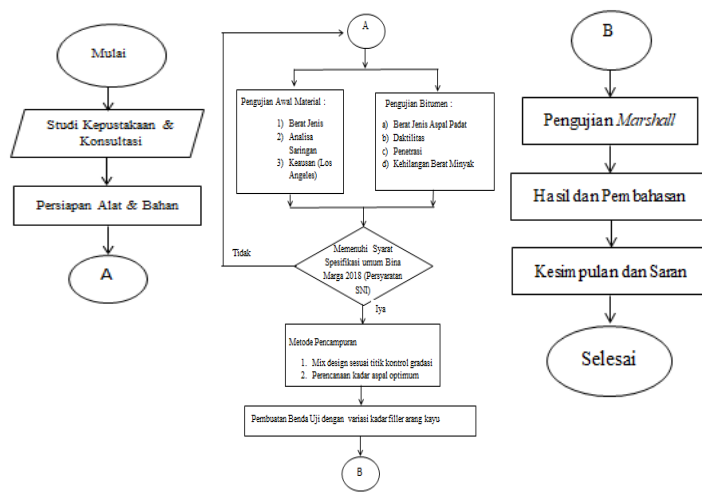 Mulai
Studi Kepustakaan &
Konsultasi
Persiapan Alat & Bahan
A
A
Pengujian Awal Material :
1) Berat Jenis
2) Analisa
Saringan
3) Keausan (Los
Angeles)
Pengujian Bitumen :
a) Berat Jenis Aspal Padat
b) Daktilitas
c) Penetrasi
d) Kehilangan Berat Minyak
Tidak
Memenuhi Syarat
Spesifikasi umum Bina
Marga 2018 (Persyaratan
SNI)
Iya
Metode Pencampuran
1. Mix design sesuai titik kontrol gradasi
2. Perencanaan kadar aspal optimum
Pembuatan Benda Uji dengan variasi kadar filler arang kayu
B
B
Pengujian Marshall
Hasil dan Pembahasan
Kesimpulan dan Saran
Selesai